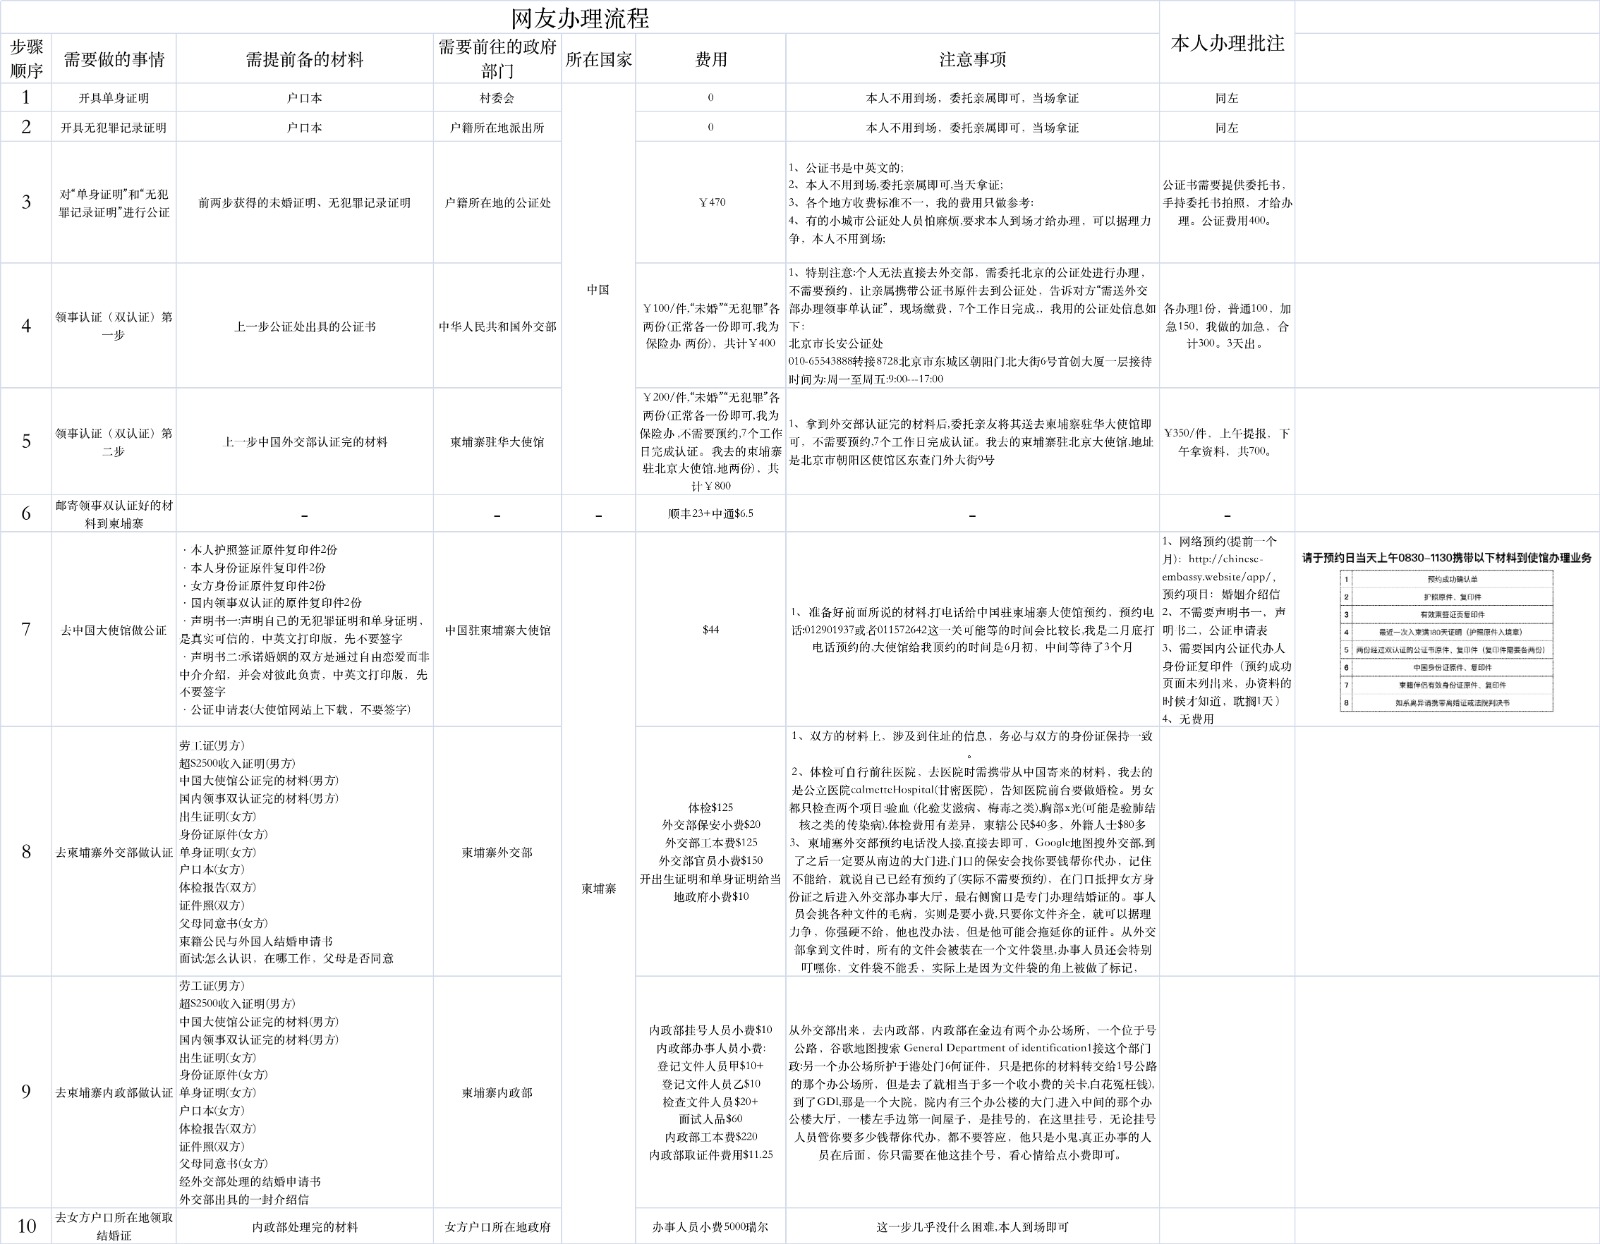 网友办理流程
步骤
顺序
需要做的事情
需提前备的材料
需要前往的政府
部门
所在国家
费用
注意事项
本人办理批注
1
开具单身证明
户口本
村委会
中国
0
本人不用到场，委托亲属即可，当场拿证
同左
2
开具无犯罪记录证明
户口本
户籍所在地派出所
0
本人不用到场，委托亲属即可，当场拿证
同左
3
对“单身证明”和“无犯
罪记录证明”进行公证
前两步获得的未婚证明、无犯罪记录证明
户籍所在地的公证处
￥470
1、公证书是中英文的;
2、本人不用到场,委托亲属即可,当天拿证;
3、各个地方收费标准不一，我的费用只做参考:
4、有的小城市公证处人员怕麻烦,要求本人到场才给办理，可以据理力
争，本人不用到场;
公证书需要提供委托书，
手持委托书拍照，才给办
理。公证费用400。
4
领事认证（双认证）第
一步
上一步公证处出具的公证书
中华人民共和国外交部
￥100/件,“未婚”“无犯罪”各
两份(正常各一份即可,我为
保险办 两份)，共计￥400
1、特别注意:个人无法直接去外交部，需委托北京的公证处进行办理，
不需要预约，让亲属携带公证书原件去到公证处，告诉对方“需送外交
部办理领事单认证”，现场缴费，7个工作日完成,，我用的公证处信息如
下:
北京市长安公证处
010-65543888转接8728北京市东城区朝阳门北大街6号首创大厦一层接待
时间为:周一至周五:9:00---17:00
各办理1份，普通100，加
急150，我做的加急，合
计300。3天出。
5
领事认证（双认证）第
二步
上一步中国外交部认证完的材料
柬埔寨驻华大使馆
￥200/件,“未婚”“无犯罪”各
两份(正常各一份即可,我为
保险办 ,不需要预约,7个工作
日完成认证。我去的柬埔寨
驻北京大使馆,地两份)，共
计￥800
1、拿到外交部认证完的材料后,委托亲友将其送去柬埔寨驻华大使馆即
可，不需要预约,7个工作日完成认证。我去的柬埔寨驻北京大使馆,地址
是北京市朝阳区使馆区东查门外大街9号
¥350/件，上午提报，下
午拿资料，共700。
6
邮寄领事双认证好的材
料到柬埔寨
–
–
–
顺丰23+中通$6.5
–
–
7
去中国大使馆做公证
· 本人护照签证原件复印件2份
· 本人身份证原件复印件2份
· 女方身份证原件复印件2份
· 国内领事双认证的原件复印件2份
· 声明书一:声明自己的无犯罪证明和单身证明，
是真实可信的，中英文打印版，先不要签字
· 声明书二:承诺婚姻的双方是通过自由恋爱而非
中介介绍，并会对彼此负责，中英文打印版，先
不要签字
· 公证申请表(大使馆网站上下载，不要签字)
中国驻柬埔寨大使馆
柬埔寨
$44
1、准备好前面所说的材料,打电话给中国驻柬埔寨大使馆预约，预约电
话:012901937或者011572642这一关可能等的时间会比较长,我是二月底打
电话预约的,大使馆给我顶约的时间是6月初，中间等待了3个月
1、网络预约(提前一个
月)：http://chinese-
embassy.website/app/，
预约项目：婚姻介绍信
2、不需要声明书一，声
明书二，公证申请表
3、需要国内公证代办人
身份证复印件（预约成功
页面未列出来，办资料的
时候才知道，耽搁1天）
4、无费用
请于预约日当天上午0830–1130携带以下材料到使馆办理业务
1 预约成功确认单
2 护照原件、复印件
3 有效柬签证页复印件
4 最近一次入柬满180天证明（护照原件入境章）
5 两份经过双认证的公证书原件、复印件（复印件需要各两份）
6 中国身份证原件、复印件
7 柬籍伴侣有效身份证原件、复印件
8 如系离异请携带离婚证或法院判决书
8
去柬埔寨外交部做认证
劳工证(男方)
超S2500收入证明(男方)
中国大使馆公证完的材料(男方)
国内领事双认证完的材料(男方)
出生证明(女方)
身份证原件(女方)
单身证明(女方)
户口本(女方)
体检报告(双方)
证件照(双方)
父母同意书(女方)
柬籍公民与外国人结婚申请书
面试:怎么认识，在哪工作，父母是否同意
柬埔寨外交部
体检$125
外交部保安小费$20
外交部工本费$125
外交部官员小费$150
开出生证明和单身证明给当
地政府小费$10
1、双方的材料上，涉及到住址的信息，务必与双方的身份证保持一致
。
2、体检可自行前往医院，去医院时需携带从中国寄来的材料，我去的
是公立医院calmetteHospital(甘密医院)，告知医院前台要做婚检。男女
都只检查两个项目:验血 (化验艾滋病、梅毒之类),胸部x光(可能是验肺结
核之类的传染病),体检费用有差异，柬辖公民$40多，外籍人士$80多
3、柬埔寨外交部预约电话没人接,直接去即可，Google地图搜外交部,到
了之后一定要从南边的大门进,门口的保安会找你要钱帮你代办，记住
不能给，就说自己已经有预约了(实际不需要预约)，在门口抵押女方身
份证之后进入外交部办事大厅，最右侧窗口是专门办理结婚证的。事人
员会挑各种文件的毛病，实则是要小费,只要你文件齐全，就可以据理
力争，你强硬不给，他也没办法，但是他可能会拖延你的证件。从外交
部拿到文件时，所有的文件会被装在一个文件袋里,办事人员还会特别
叮嘿你，文件袋不能丢，实际上是因为文件袋的角上被做了标记，
9
去柬埔寨内政部做认证
劳工证(男方)
超S2500收入证明(男方)
中国大使馆公证完的材料(男方)
国内领事双认证完的材料(男方)
出生证明(女方)
身份证原件(女方)
单身证明(女方)
户口本(女方)
体检报告(双方)
证件照(双方)
父母同意书(女方)
经外交部处理的结婚申请书
外交部出具的一封介绍信
柬埔寨内政部
内政部挂号人员小费$10
内政部办事人员小费:
登记文件人员甲$10+
登记文件人员乙$10
检查文件人员$20+
面试人品$60
内政部工本费$220
内政部取证件费用$11.25
从外交部出来，去内政部，内政部在金边有两个办公场所，一个位于号
公路，谷歌地图搜索 General Department of identification1接这个部门
政:另一个办公场所护于港处门6何证件，只是把你的材料转交给1号公路
的那个办公场所，但是去了就相当于多一个收小费的关卡,白花冤枉钱),
到了GDl,那是一个大院，院内有三个办公楼的大门,进入中间的那个办
公楼大厅，一楼左手边第一间屋子，是挂号的，在这里挂号，无论挂号
人员管你要多少钱帮你代办，都不要答应，他只是小鬼,真正办事的人
员在后面，你只需要在他这挂个号，看心情给点小费即可。
10
去女方户口所在地领取
结婚证
内政部处理完的材料
女方户口所在地政府
办事人员小费5000瑞尔
这一步几乎没什么困难,本人到场即可